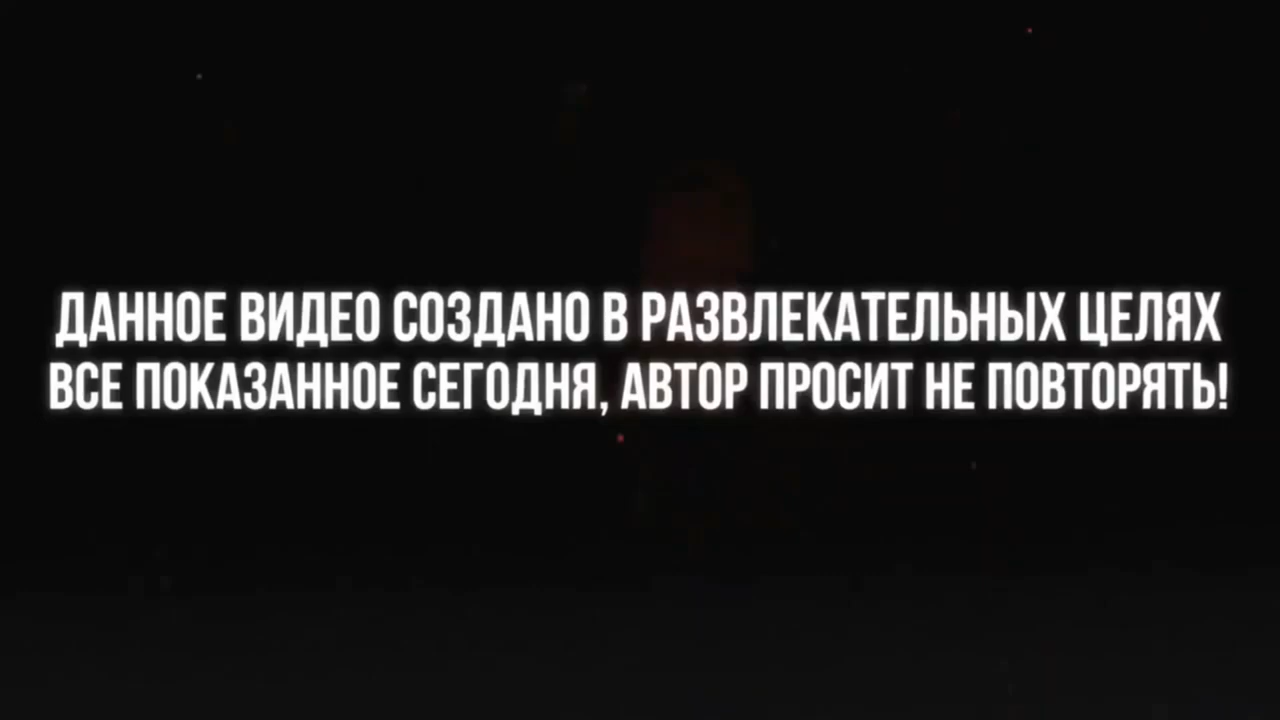 ДАННОЕ ВИДЕО СОЗДАНО В РАЗВЛЕКАТЕЛЬНЫХ ЦЕЛЯХ
ВСЕ ПОКАЗАННОЕ СЕГОДНЯ, АВТОР ПРОСИТ НЕ ПОВТОРЯТЬ!